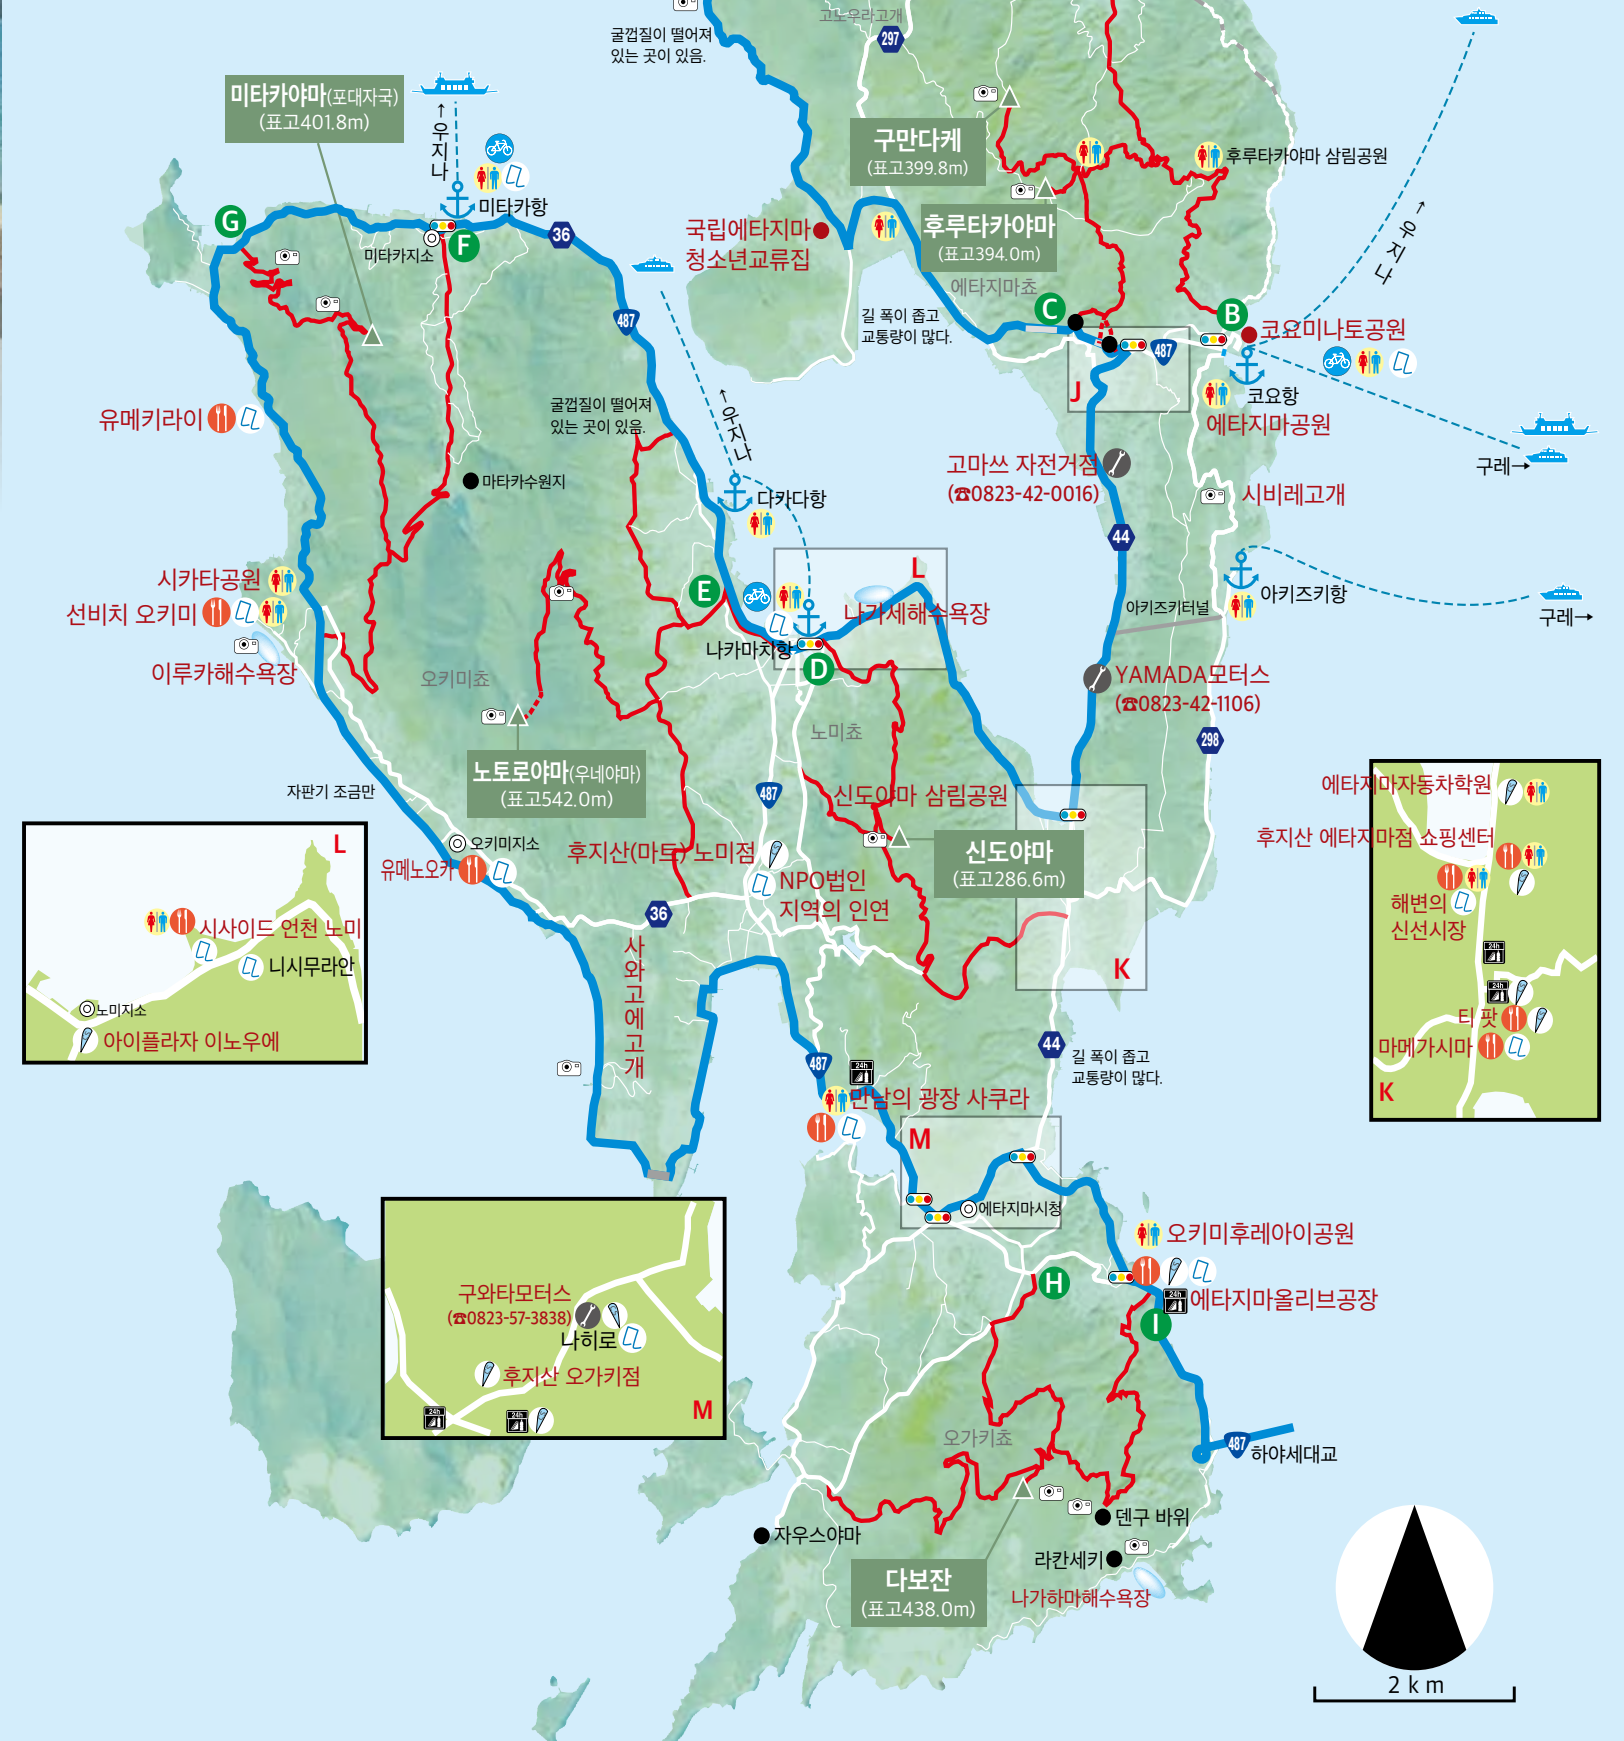 고노우라고개
297
굴껍질이 떨어져
있는 곳이 있음.
미타카야마(포대자국)
(표고401.8m)
←우지나
구만다케
(표고399.8m)
후루타카야마 삼림공원
미타카항
G
F
36
미타카지소
국립에타지마
청소년교류집
후루타카야마
(표고394.0m)
에타지마쵸
←우지나
487
길 폭이 좁고
교통량이 많다.
C
B
코요미나토공원
487
J
코요항
에타지마공원
유메키라이
굴껍질이 떨어져
있는 곳이 있음.
←우지나
고마쓰 자전거점
(☎0823-42-0016)
구레→
마타카수원지
다카다항
시비레고개
44
시카타공원
선비치 오키미
E
L
나가세해수욕장
아키즈키터널
아키즈키항
구레→
나카마치항
D
이루카해수욕장
오키미쵸
YAMADA모터스
(☎0823-42-1106)
노미쵸
298
노토로야마(우네야마)
(표고542.0m)
자판기 조금만
487
신도야마 삼림공원
에타지마자동차학원
오키미지소
유메노오카
후지산(마트) 노미점
신도야마
(표고286.6m)
후지산 에타지마점 쇼핑센터
L
NPO법인
지역의 인연
36
해변의
신선시장
시사이드 언천 노미
니시무라안
사와고에고개
K
24h
24h
노미지소
아이플라자 이노우에
티 팟
마메가시마
44
길 폭이 좁고
교통량이 많다.
487
24h
K
만남의 광장 사쿠라
M
에타지마시청
오키미후레아이공원
구와타모터스
(☎0823-57-3838)
나히로
H
24h
에타지마올리브공장
I
후지산 오가키점
M
24h
24h
오가키쵸
487
하야세대교
덴구 바위
자우스야마
라칸세키
다보잔
(표고438.0m)
나가하마해수욕장
2 km